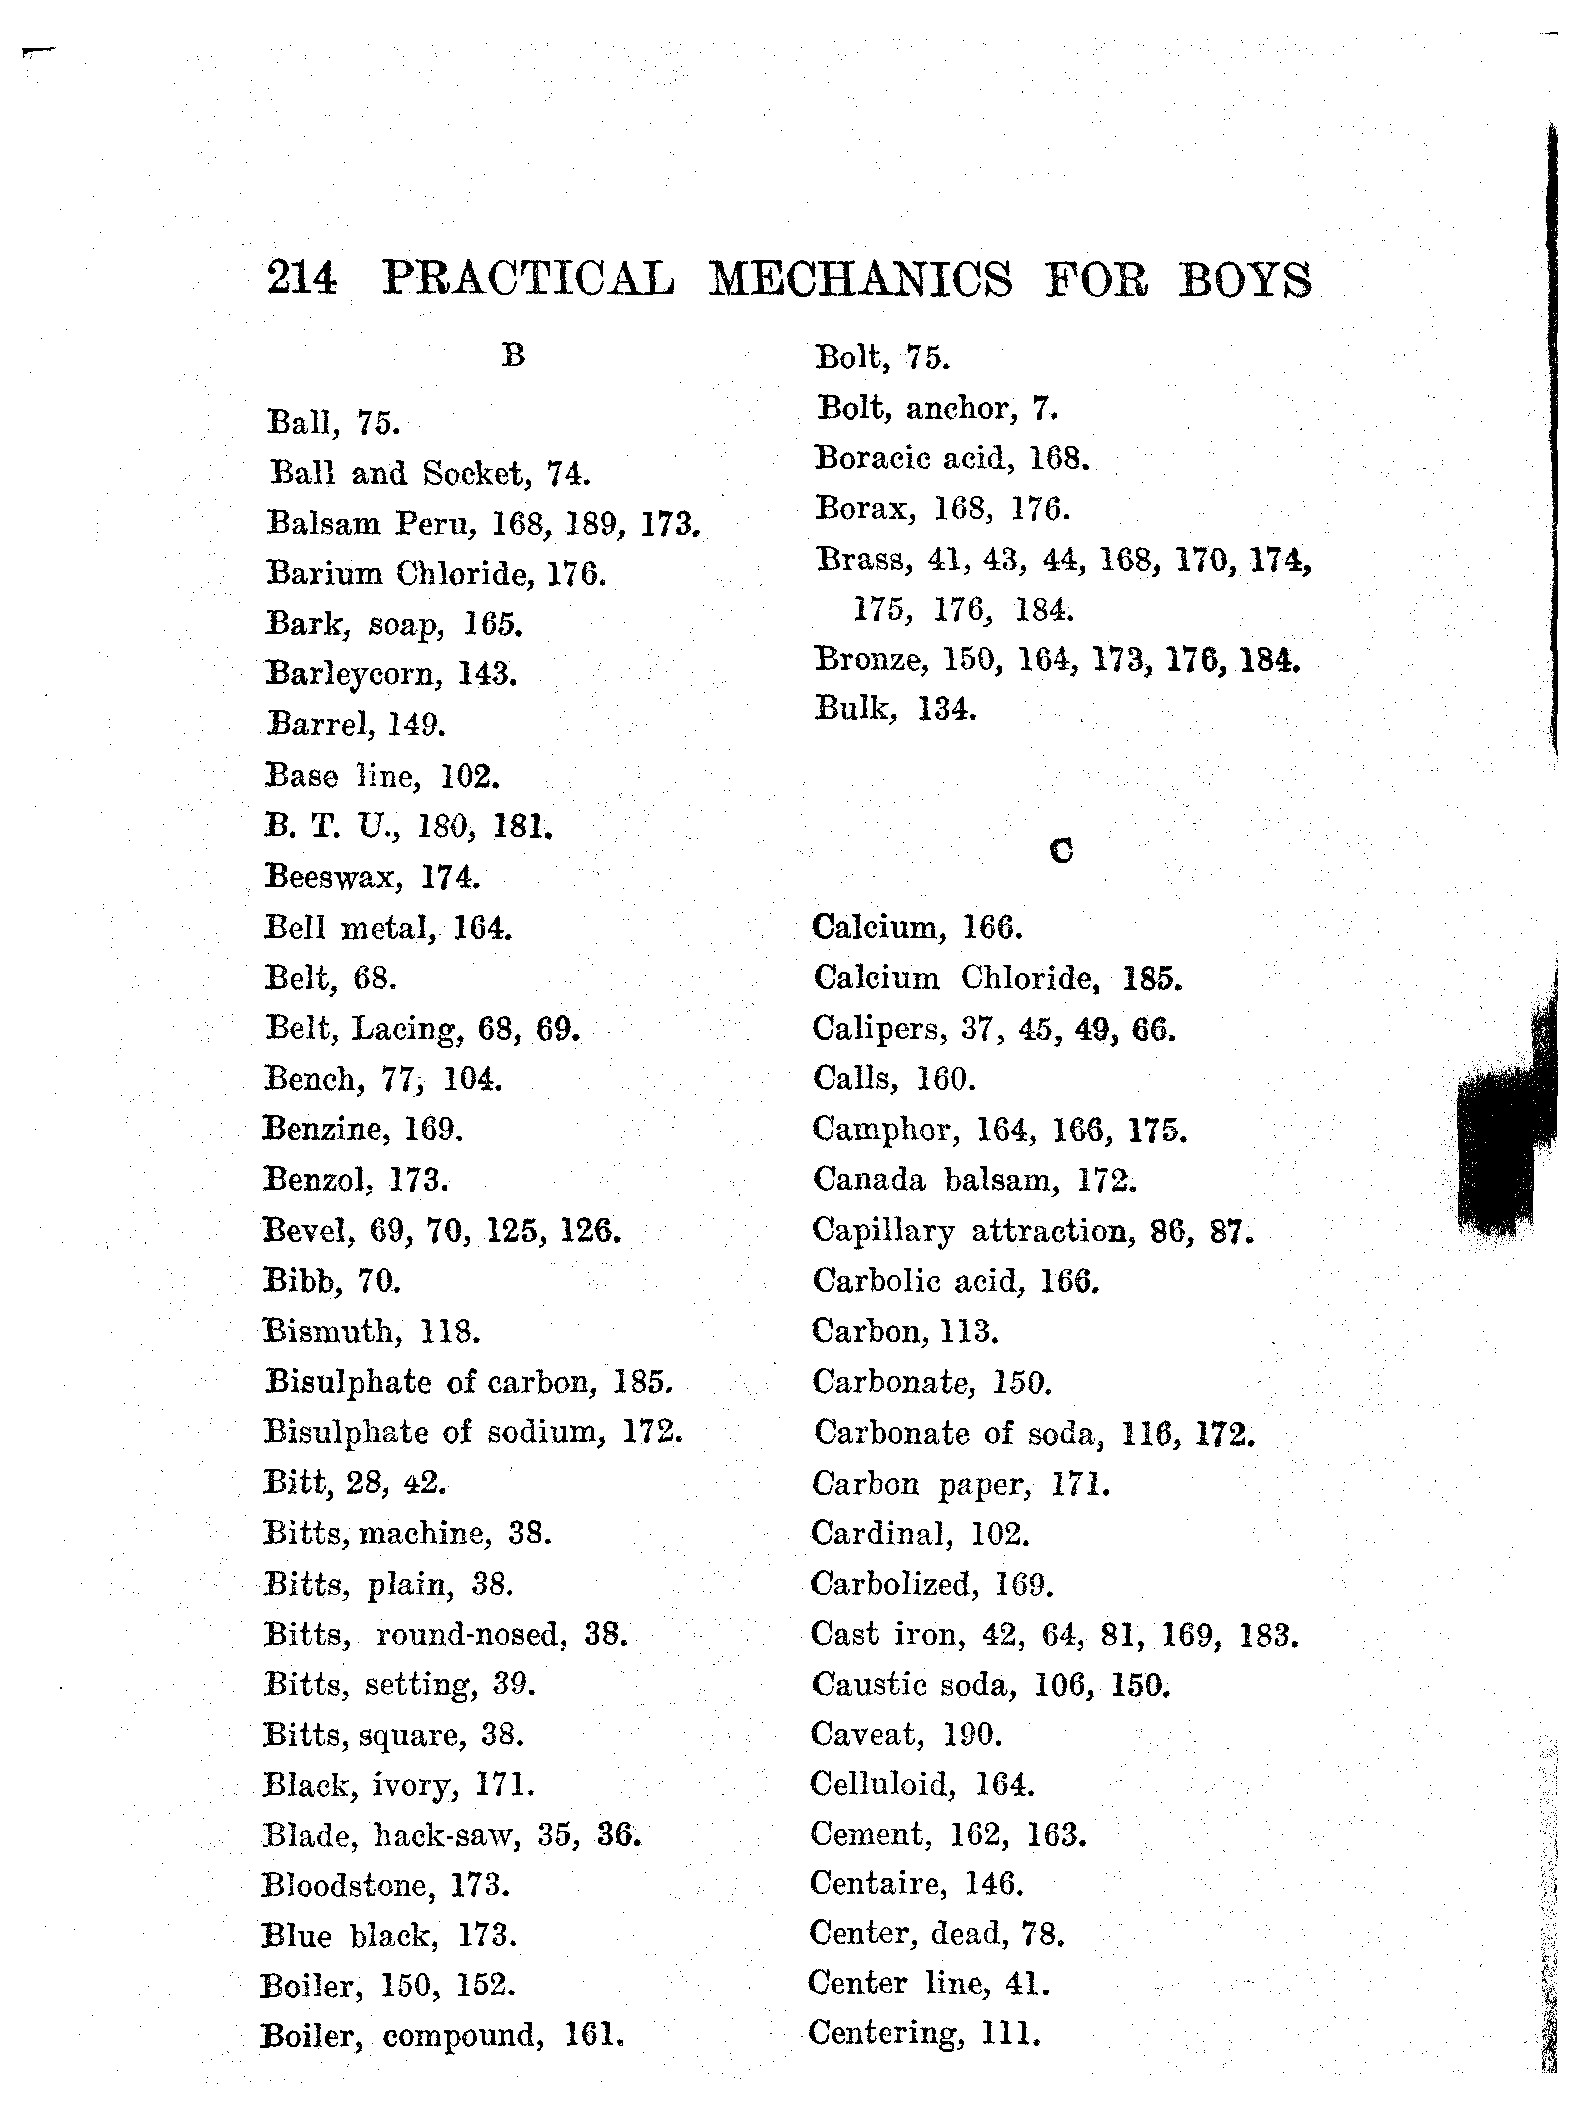 214 PRACTICAL MECHANICS FOR BOYS
B
Ball, 75.
Ball and Socket, 74.
Balsam Peru, 168, 189, 173.
Barium Chloride, 176.
Bark, soap, 165.
Barleycorn, 143.
Barrel, 149.
Base line, 102.
B. T. U., 180, 181.
Beeswax, 174.
Bell metal, 164.
Belt, 68.
Belt, Lacing, 68, 69.
Bench, 77, 104.
Benzine, 169.
Benzol, 173.
Bevel, 69, 70, 125, 126.
Bibb, 70.
Bismuth, 118.
Bisulphate of carbon, 185.
Bisulphate of sodium, 172.
Bitt, 28, 42.
Bitts, machine, 38.
Bitts, plain, 38.
Bitts, round-nosed, 38.
Bitts, setting, 39.
Bitts, square, 38.
Black, ivory, 171.
Blade, hack-saw, 35, 36.
Bloodstone, 173.
Blue black, 173.
Boiler, 150, 152.
Boiler, compound, 161.
Bolt, 75.
Bolt, anchor, 7.
Boracic acid, 168.
Borax, 168, 176.
Brass, 41, 43, 44, 168, 170, 174,
175, 176, 184.
Bronze, 150, 164, 173, 176, 184.
Bulk, 134.
C
Calcium, 166.
Calcium Chloride, 185.
Calipers, 37, 45, 49, 66.
Calls, 160.
Camphor, 164, 166, 175.
Canada balsam, 172.
Capillary attraction, 86, 87.
Carbolic acid, 166.
Carbon, 113.
Carbonate, 150.
Carbonate of soda, 116, 172.
Carbon paper, 171.
Cardinal, 102.
Carbolized, 169.
Cast iron, 42, 64, 81, 169, 183.
Caustic soda, 106, 150.
Caveat, 190.
Celluloid, 164.
Cement, 162, 163.
Centaire, 146.
Center, dead, 78.
Center line, 41.
Centering, 111.